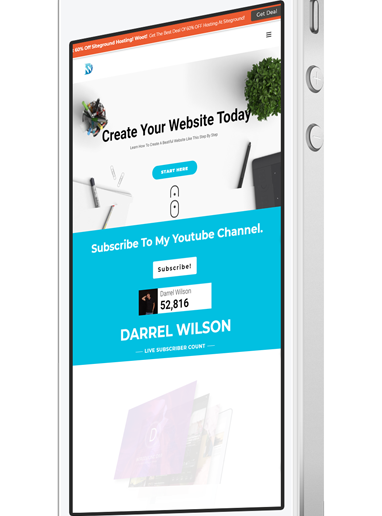 60% Off Siteground Hosting! Woot! Get The Best Deal Of 60% OFF Hosting At Siteground Get Deal
Create Your Website Today
Learn How To Create A Beatiful Website Like This Step By Step
START HERE
Subscribe To My Youtube Channel.
Subscribe!
Darrel Wilson
52,816
DARREL WILSON
LIVE SUBSCRIBER COUNT